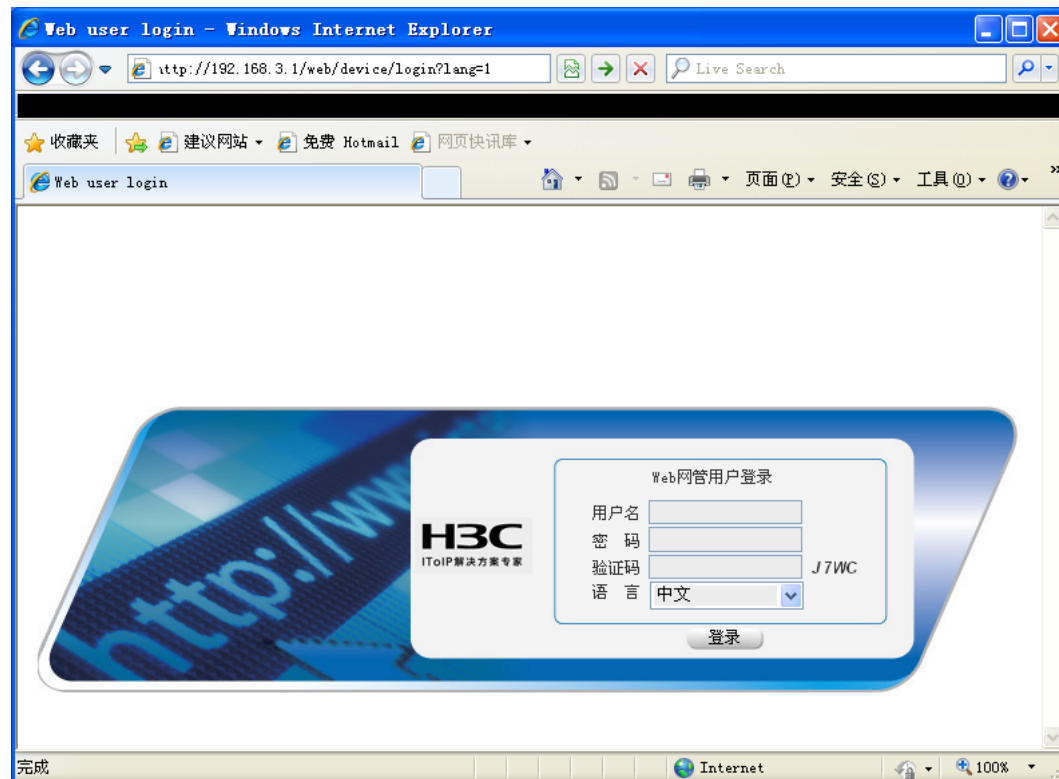 Web user login - Windows Internet Explorer
ttp://192.168.3.1/web/device/login?lang=1
Live Search
收藏夹 建议网站 免费 Hotmail 网页快讯库
Web user login 页面(P) 安全(S) 工具(O)
http://www
Web网管用户登录
用户名
密 码
验证码 J7WC
语 言 中文
登录
H3C
IToIP解决方案专家
完成 Internet 100%